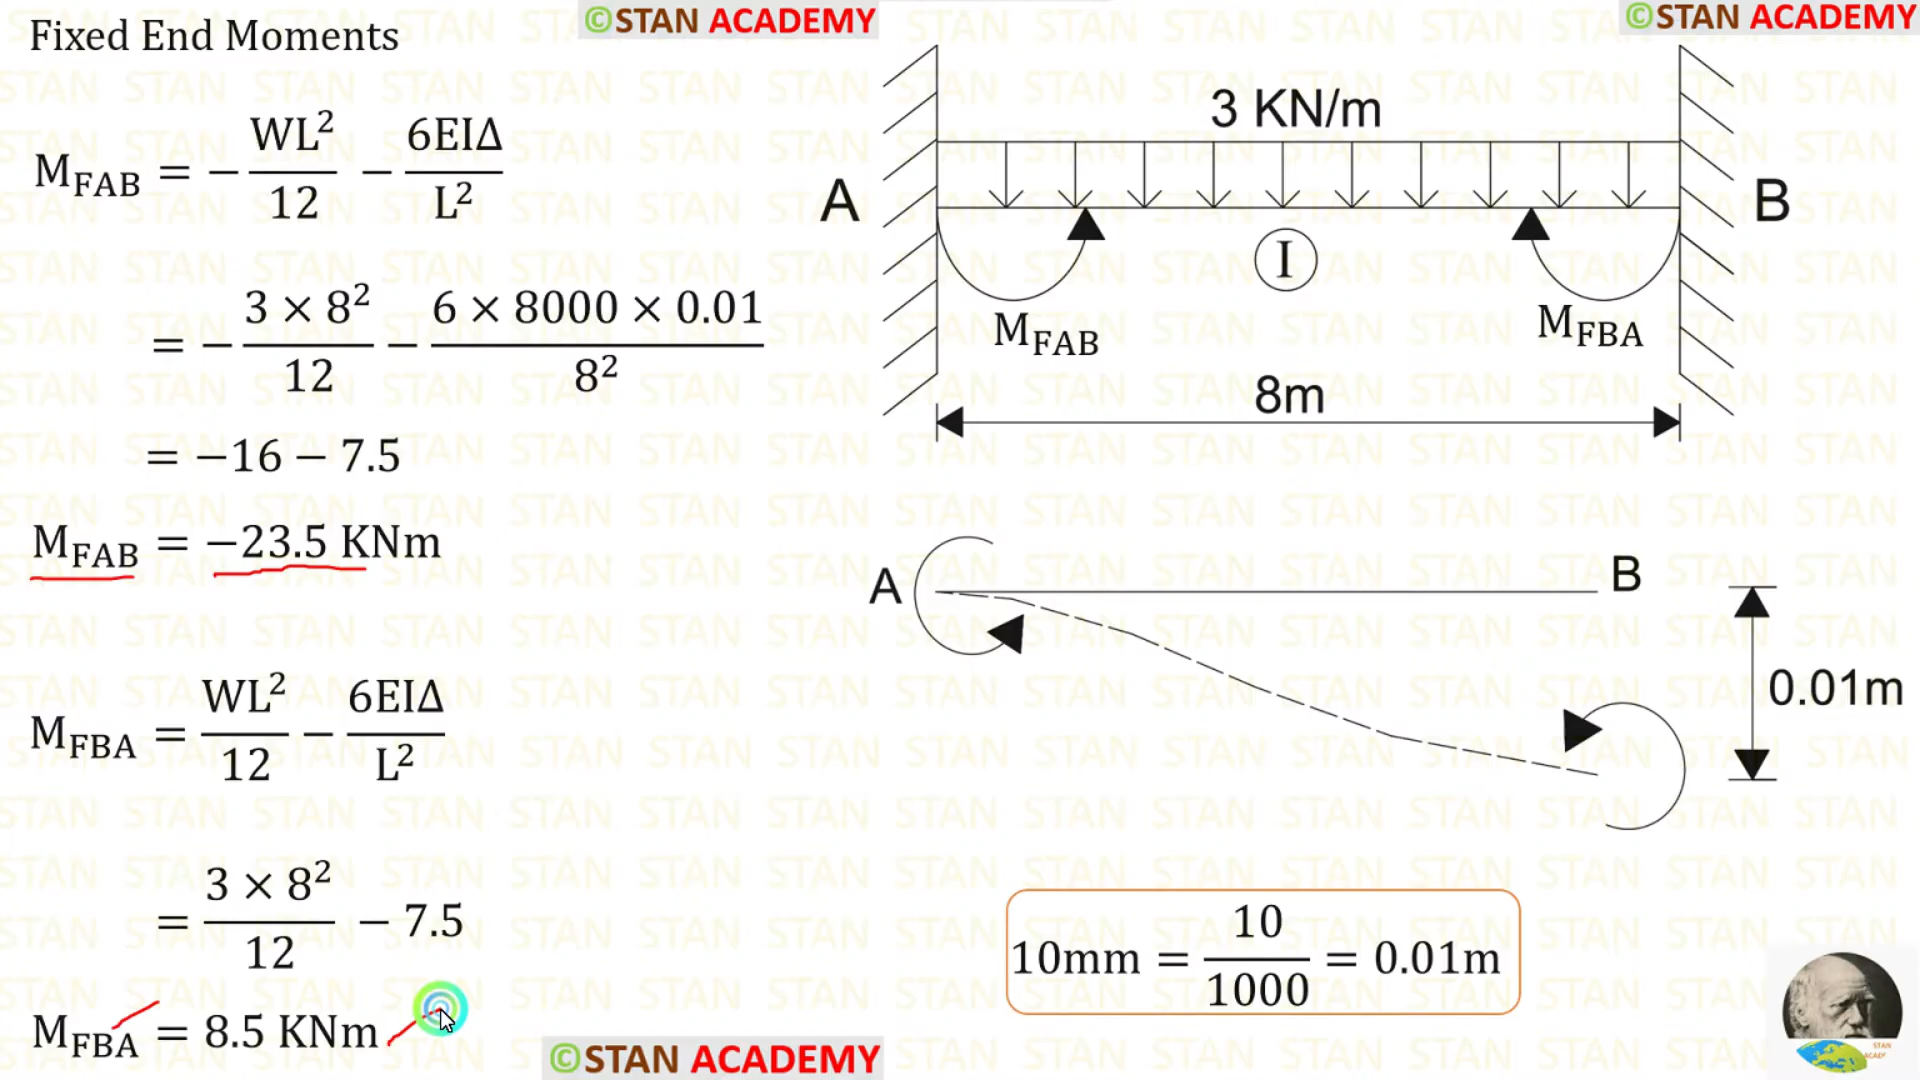 Fixed End Moments
©STAN ACADEMY
©STAN ACADEMY
M_FAB = − WL²/12 − 6EIΔ/L²
= − 3 × 8²/12 − 6 × 8000 × 0.01/8²
= −16 − 7.5
M_FAB = −23.5 KNm
M_FBA = WL²/12 − 6EIΔ/L²
= 3 × 8²/12 − 7.5
M_FBA = 8.5 KNm
3 KN/m
A
B
I
M_FAB
M_FBA
8m
A
B
0.01m
10mm = 10/1000 = 0.01m
©STAN ACADEMY
STAN